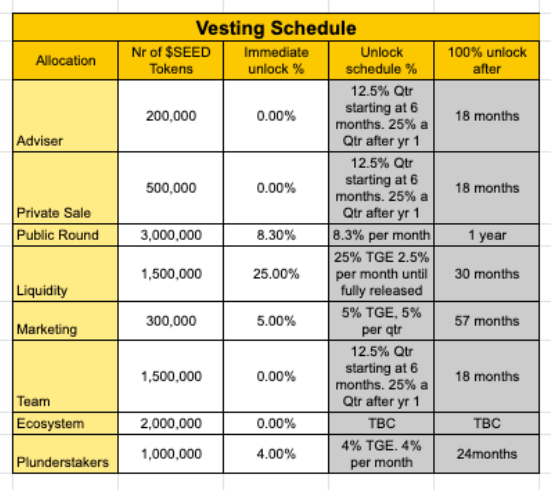 Vesting Schedule
Allocation
Nr of $SEED
Tokens
Immediate
unlock %
Unlock
schedule %
100% unlock
after
Adviser
200,000
0.00%
12.5% Qtr
starting at 6
months. 25% a
Qtr after yr 1
18 months
Private Sale
500,000
0.00%
12.5% Qtr
starting at 6
months. 25% a
Qtr after yr 1
18 months
Public Round
3,000,000
8.30%
8.3% per month
1 year
Liquidity
1,500,000
25.00%
25% TGE 2.5%
per month until
fully released
30 months
Marketing
300,000
5.00%
5% TGE, 5%
per qtr
57 months
Team
1,500,000
0.00%
12.5% Qtr
starting at 6
months. 25% a
Qtr after yr 1
18 months
Ecosystem
2,000,000
0.00%
TBC
TBC
Plunderstakers
1,000,000
4.00%
4% TGE. 4%
per month
24months